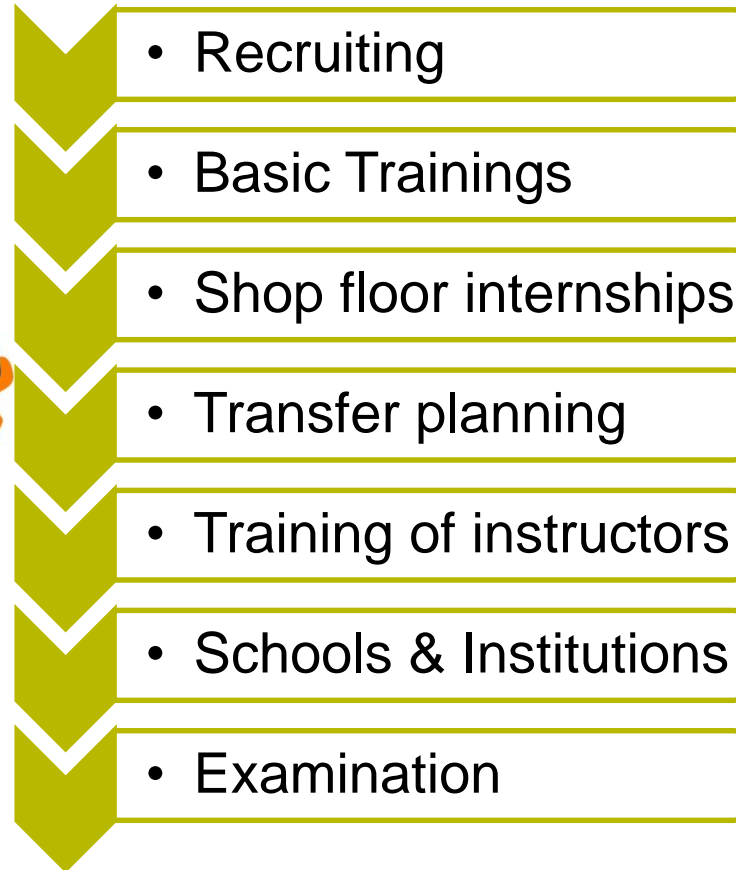 • Recruiting
• Basic Trainings
• Shop floor internships
• Transfer planning
• Training of instructors
• Schools & Institutions
• Examination